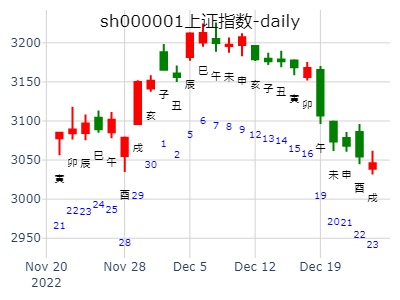 sh000001上证指数-daily
3200
3150
3100
3050
3000
2950
寅 卯 辰 巳 午 酉 戌 亥 子 丑 辰 巳 午 未 申 亥 子 丑 寅 卯 午 未 申 酉 戌
21 22 23 24 25 28 29 30 1 2 5 6 7 8 9 12 13 14 15 16 19 20 21 22 23
Nov 20 Nov 28 Dec 5 Dec 12 Dec 19
2022